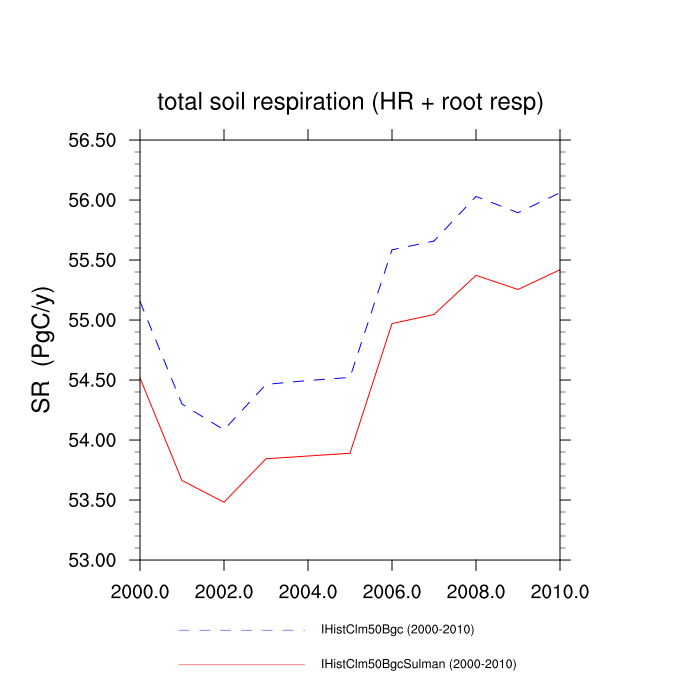 total soil respiration (HR + root resp)
56.50
56.00
55.50
55.00
54.50
54.00
53.50
53.00
SR (PgC/y)
2000.0 2002.0 2004.0 2006.0 2008.0 2010.0
IHistClm50Bgc (2000-2010)
IHistClm50BgcSulman (2000-2010)